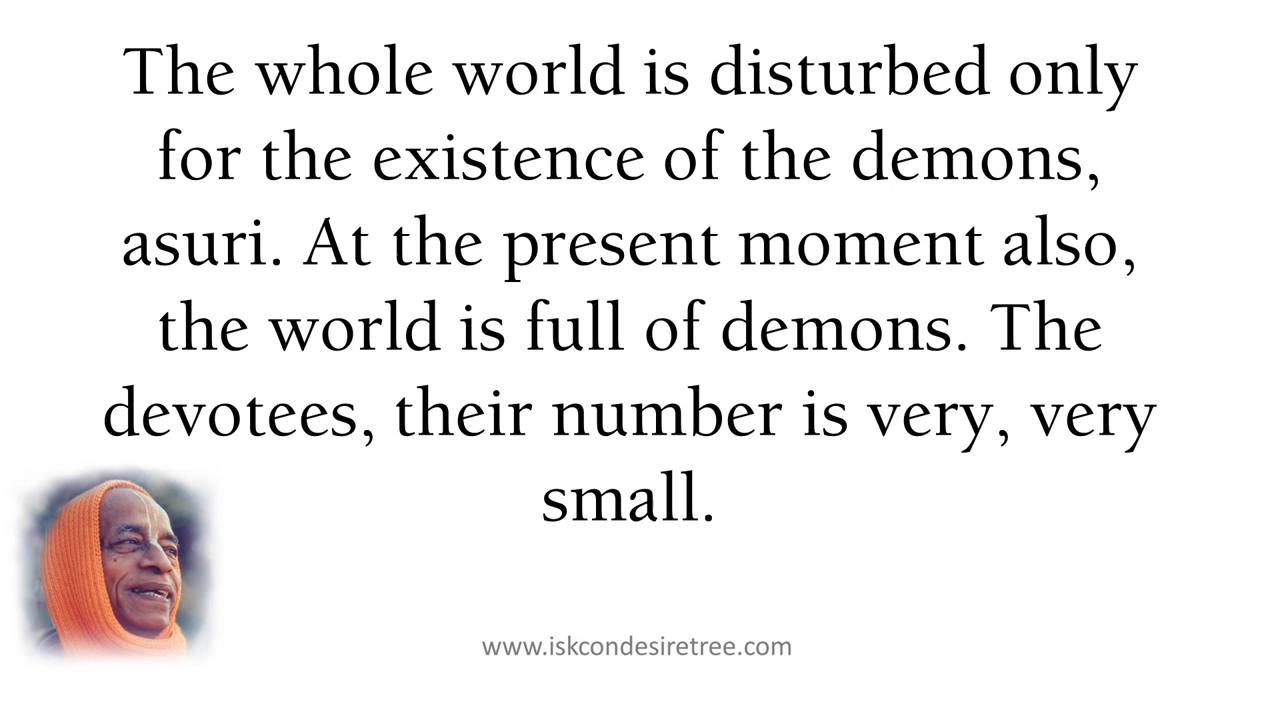 The whole world is disturbed only
for the existence of the demons,
asuri. At the present moment also,
the world is full of demons. The
devotees, their number is very, very
small.
www.iskcondesiretree.com